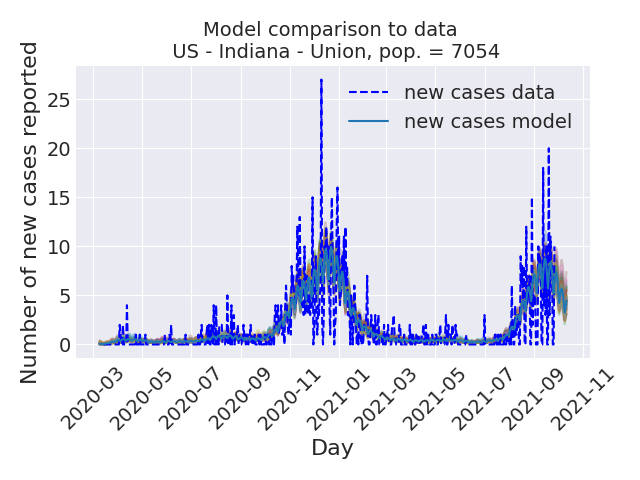 Model comparison to data
US - Indiana - Union, pop. = 7054
Number of new cases reported
25
20
15
10
5
0
new cases data
new cases model
2020-03
2020-05
2020-07
2020-09
2020-11
2021-01
2021-03
2021-05
2021-07
2021-09
2021-11
Day